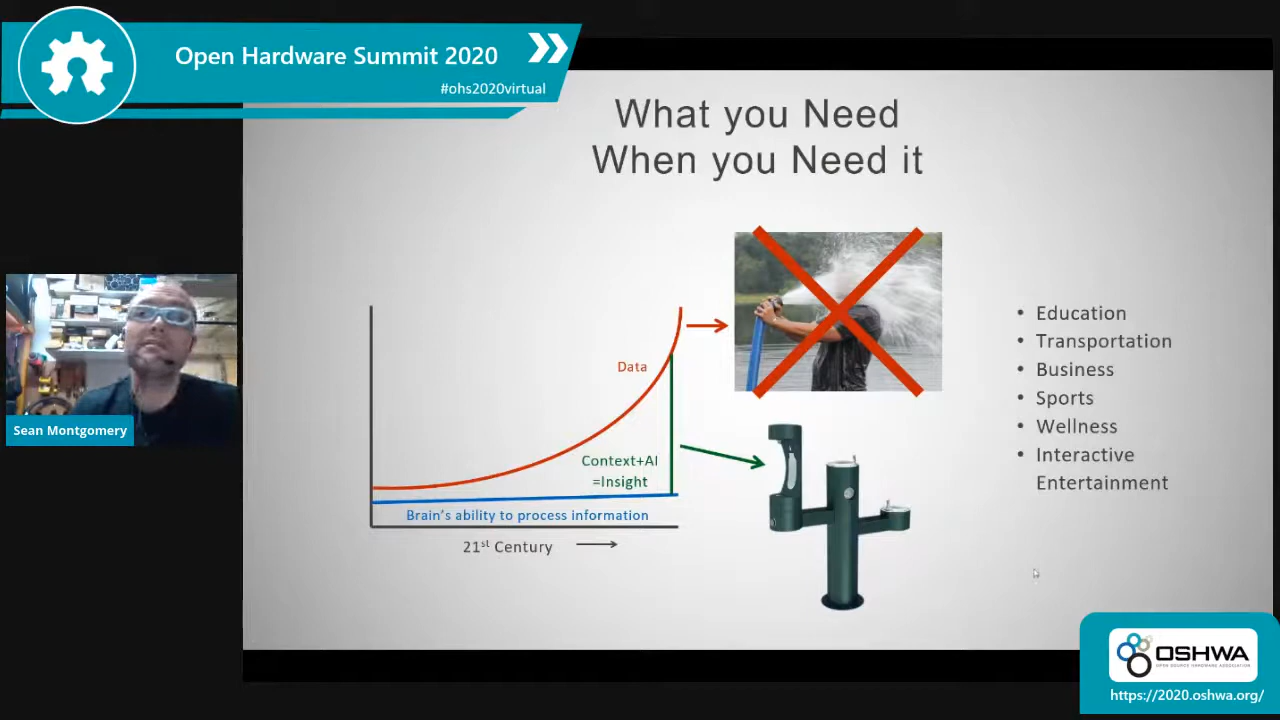 Open Hardware Summit 2020
#ohs2020virtual
What you Need
When you Need it
Data
Context+AI
=Insight
Brain's ability to process information
21st Century
• Education
• Transportation
• Business
• Sports
• Wellness
• Interactive
Entertainment
Sean Montgomery
OSHWA
OPEN SOURCE HARDWARE ASSOCIATION
https://2020.oshwa.org/